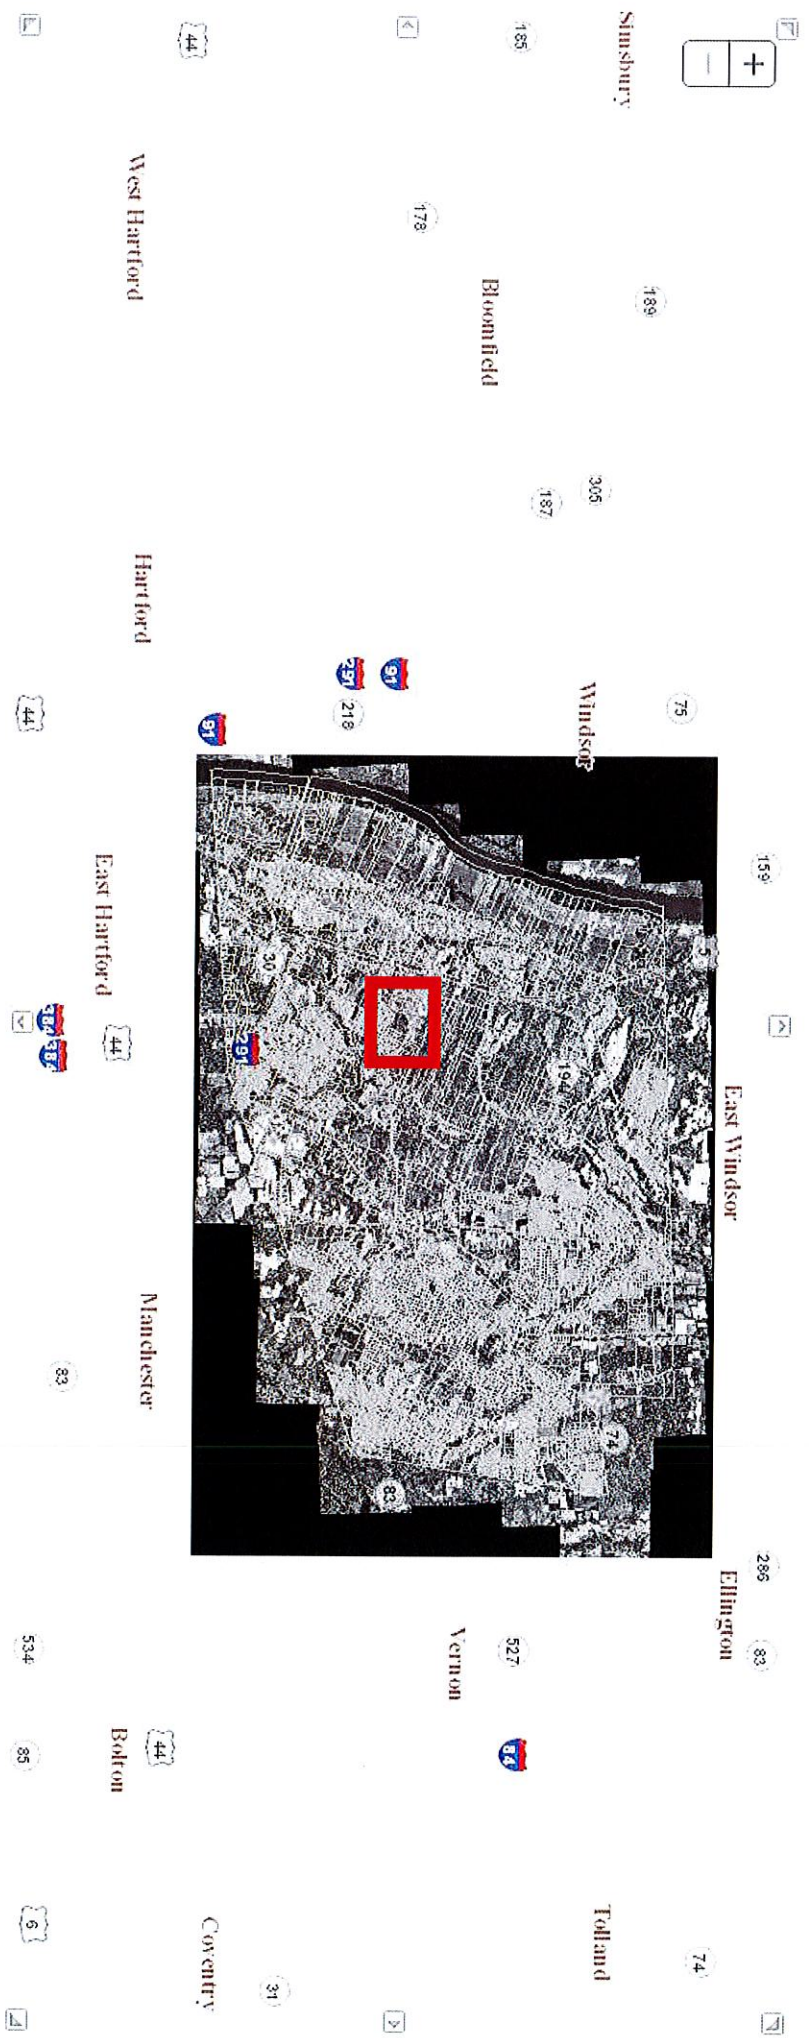 Simsbury
+
−
185
44
178
West Hartford
189
Bloomfield
305
187
Hartford
91
291
218
75
Windsor
44
91
159
East Hartford
30
5
44
291
194
East Windsor
Manchester
83
74
83
286
Ellington
83
527
Vernon
534
84
44
Bolton
85
Tolland
74
Coventry
31
6